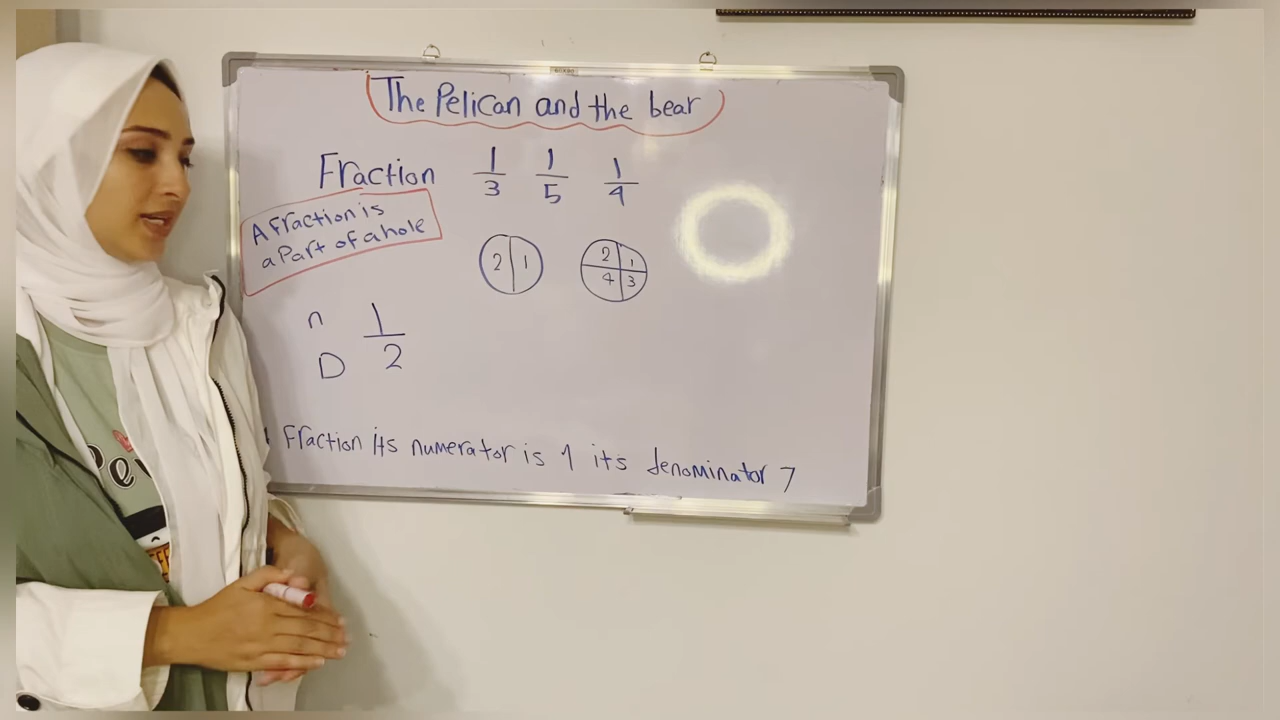 The Pelican and the bear
Fraction 1/3 1/5 1/4
A fraction is
a Part of a hole
2 1
2 1
4 3
n 1
D 2
Fraction its numerator is 1 its denominator 7